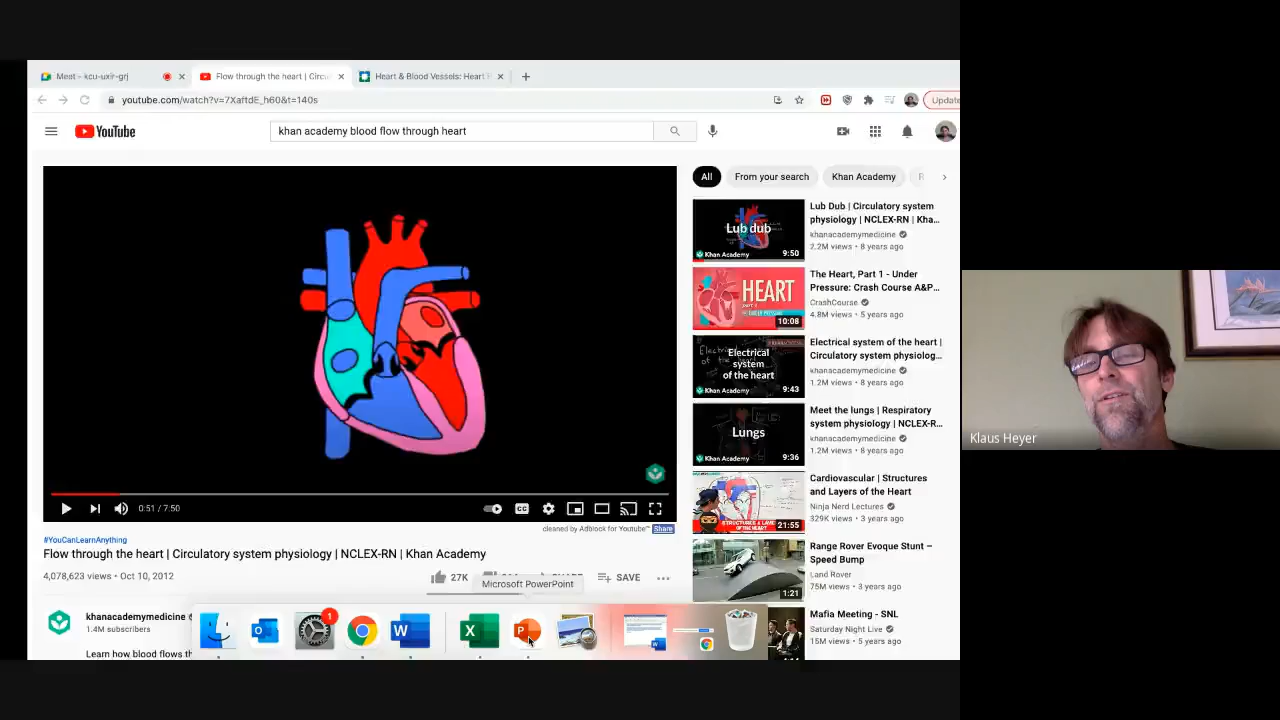 Meet - kcu-uxir-grj
Flow through the heart | Circu
Heart & Blood Vessels: Heart H
youtube.com/watch?v=7XaftdE_h60&t=140s
Update
YouTube
khan academy blood flow through heart
All
From your search
Khan Academy
Lub dub
Khan Academy
9:50
Lub Dub | Circulatory system
physiology | NCLEX-RN | Kha...
khanacademymedicine
2.2M views • 8 years ago
HEART
10:08
The Heart, Part 1 - Under
Pressure: Crash Course A&P...
CrashCourse
4.8M views • 5 years ago
Electrical
system
of the heart
Khan Academy
9:43
Electrical system of the heart |
Circulatory system physiolog...
khanacademymedicine
1.2M views • 8 years ago
Lungs
Khan Academy
9:36
Meet the lungs | Respiratory
system physiology | NCLEX-R...
khanacademymedicine
1.2M views • 8 years ago
21:55
Cardiovascular | Structures
and Layers of the Heart
Ninja Nerd Lectures
329K views • 3 years ago
1:21
Range Rover Evoque Stunt –
Speed Bump
Land Rover
75M views • 3 years ago
Mafia Meeting - SNL
Saturday Night Live
15M views • 5 years ago
0:51 / 7:50
CC
cleaned by Adblock for Youtube™
Share
#YouCanLearnAnything
Flow through the heart | Circulatory system physiology | NCLEX-RN | Khan Academy
4,078,623 views • Oct 10, 2012
27K
SAVE
Microsoft PowerPoint
khanacademymedicine
1.4M subscribers
Learn how blood flows th
1
Klaus Heyer